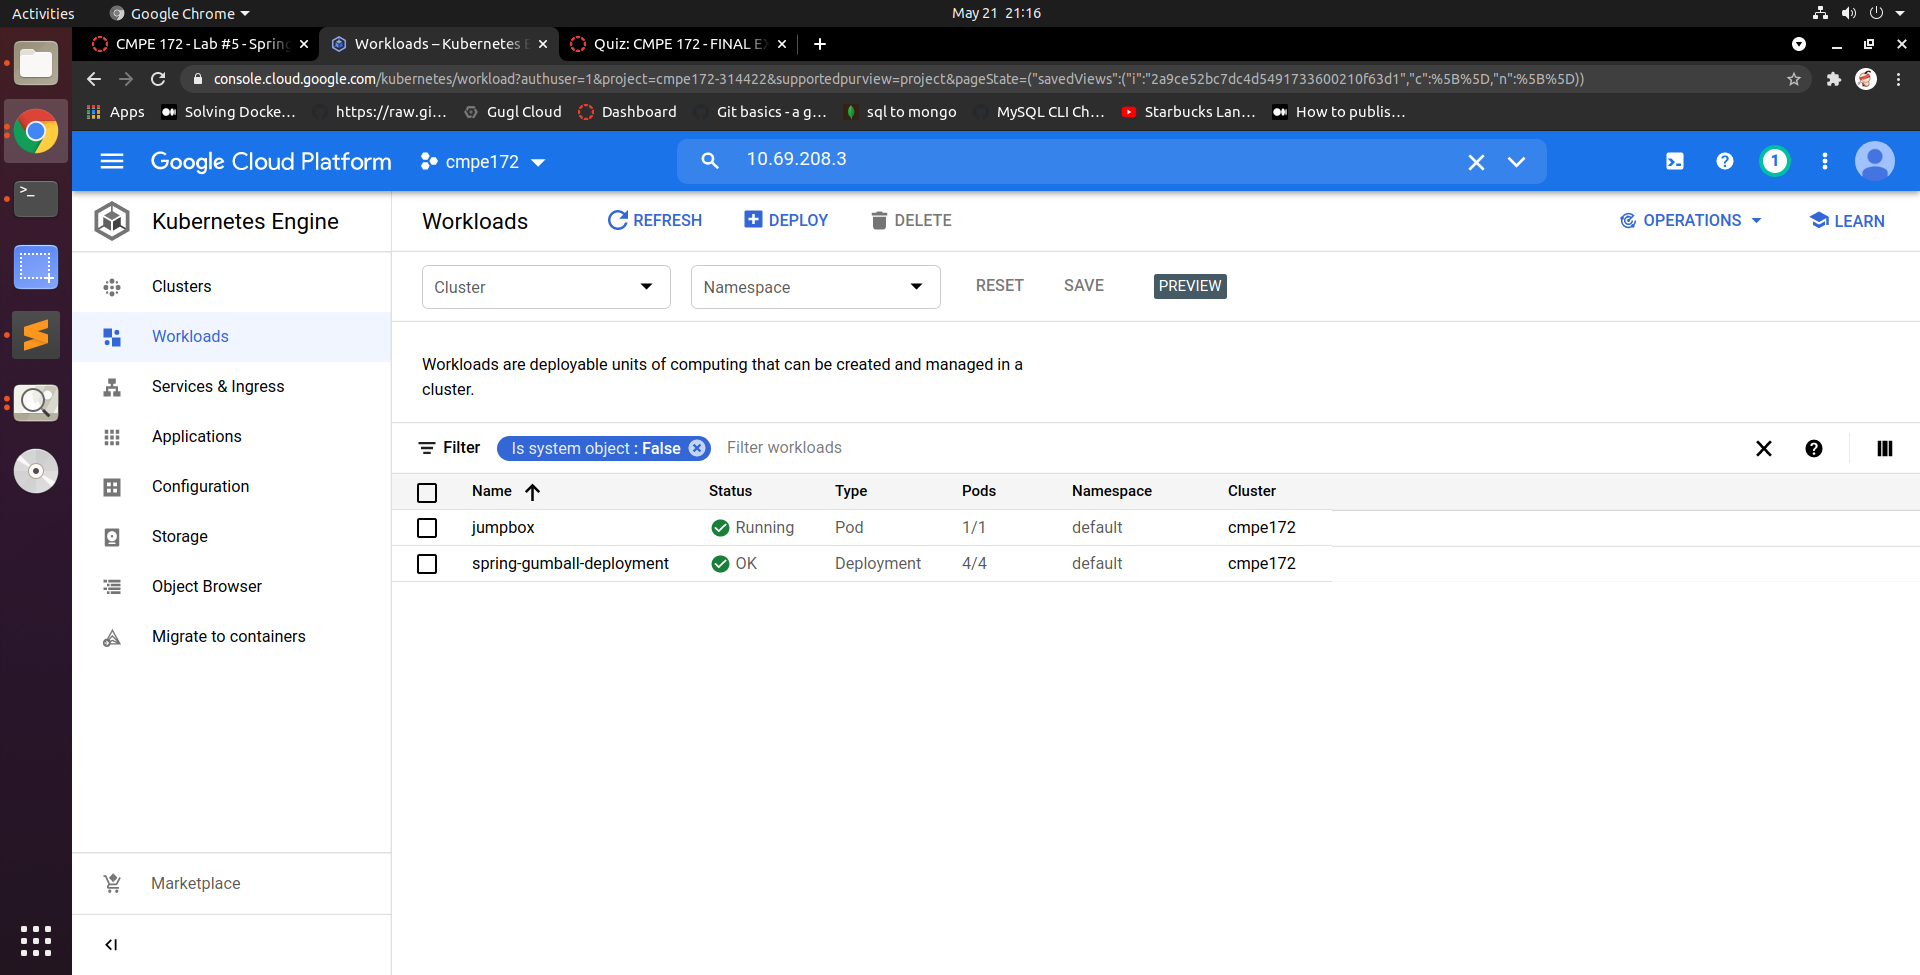 Activities Google Chrome May 21 21:16
CMPE 172 - Lab #5 - Spring Workloads – Kubernetes E Quiz: CMPE 172 - FINAL EX
console.cloud.google.com/kubernetes/workload?authuser=1&project=cmpe172-314422&supportedpurview=project&pageState=("savedViews":("i":"2a9ce52bc7dc4d5491733600210f63d1","c":%5B%5D,"n":%5B%5D))
Apps Solving Docke... https://raw.gi... Gugl Cloud Dashboard Git basics - a g... sql to mongo MySQL CLI Ch... Starbucks Lan... How to publis...
Google Cloud Platform cmpe172 10.69.208.3 1
Kubernetes Engine Workloads REFRESH DEPLOY DELETE OPERATIONS LEARN
Clusters
Workloads
Services & Ingress
Applications
Configuration
Storage
Object Browser
Migrate to containers
Marketplace
Cluster Namespace RESET SAVE PREVIEW
Workloads are deployable units of computing that can be created and managed in a
cluster.
Filter Is system object : False Filter workloads
Name Status Type Pods Namespace Cluster
jumpbox Running Pod 1/1 default cmpe172
spring-gumball-deployment OK Deployment 4/4 default cmpe172